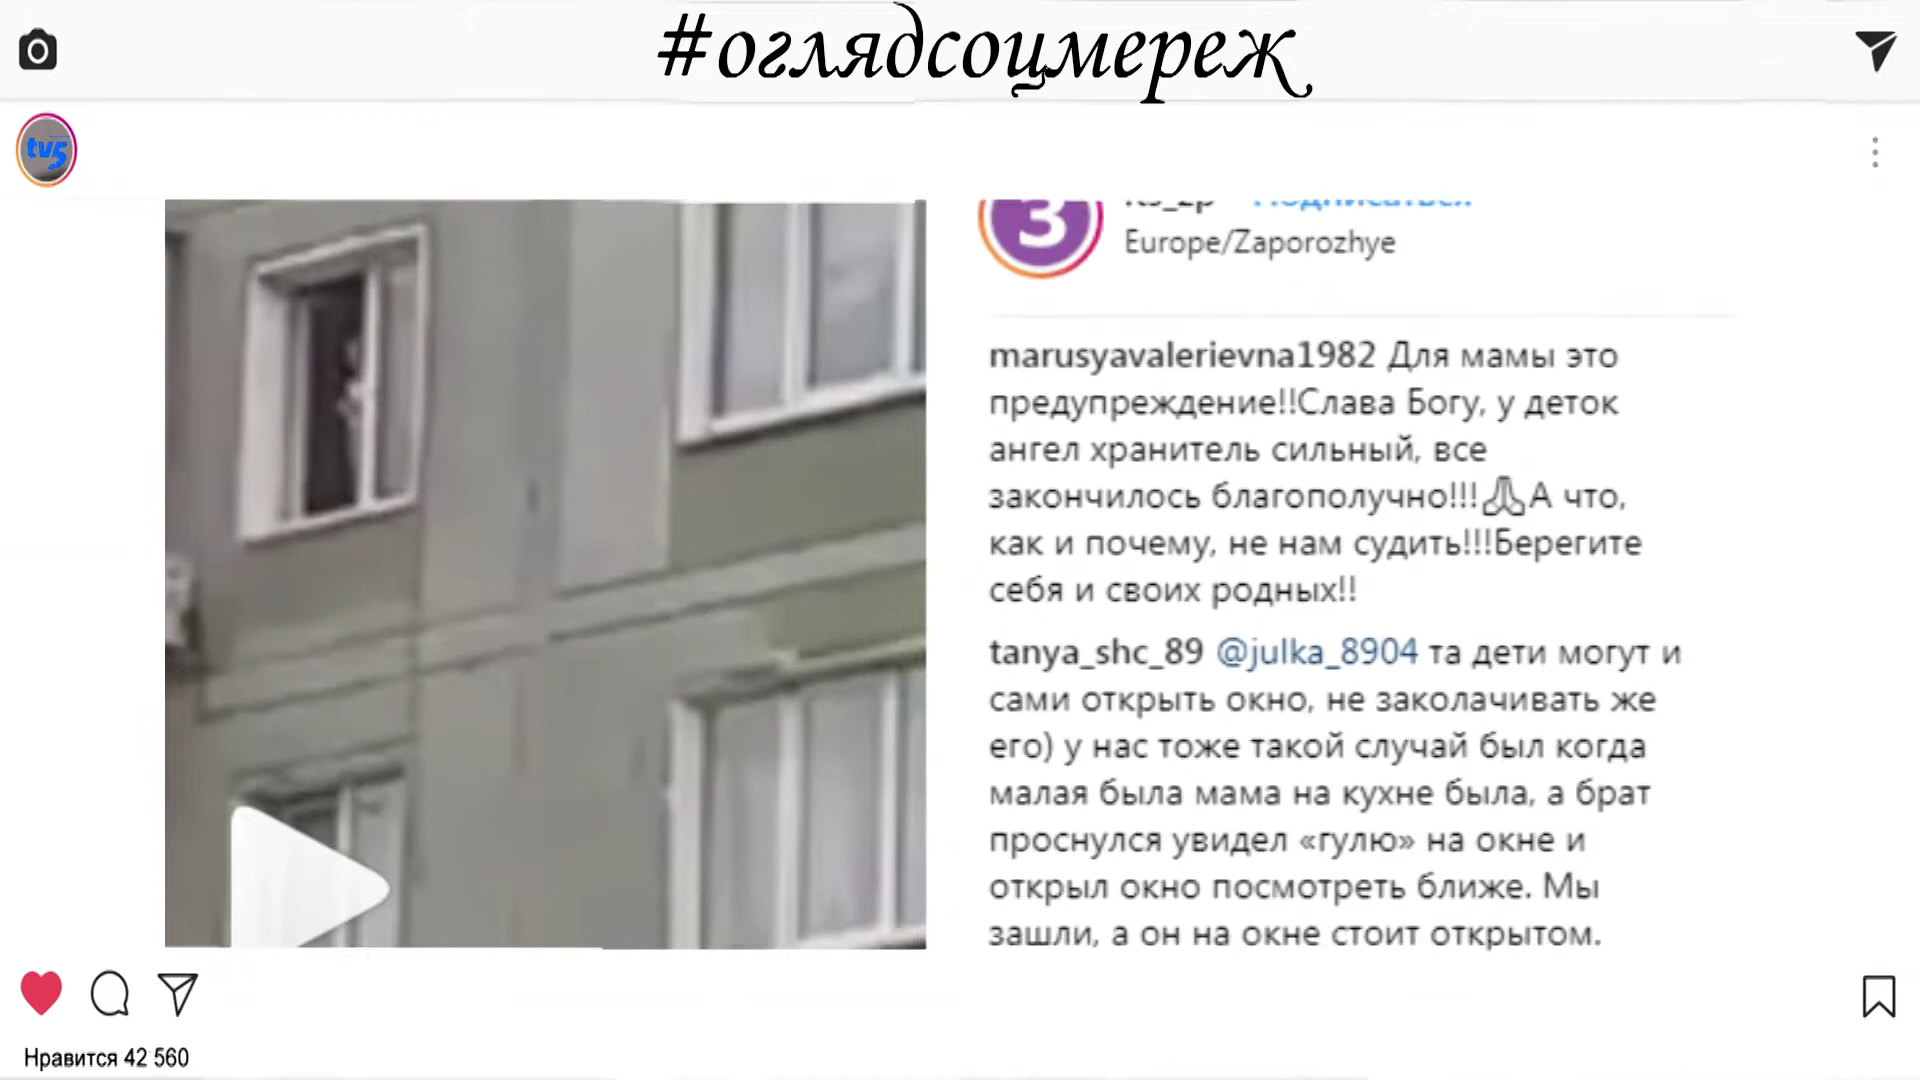 #оглядсоцмереж
tv5
3
Подписаться
Europe/Zaporozhye
marusyavalerievna1982 Для мамы это
предупреждение!!Слава Богу, у деток
ангел хранитель сильный, все
закончилось благополучно!!!🙏А что,
как и почему, не нам судить!!!Берегите
себя и своих родных!!
tanya_shc_89 @julka_8904 та дети могут и
сами открыть окно, не заколачивать же
его) у нас тоже такой случай был когда
малая была мама на кухне была, а брат
проснулся увидел «гулю» на окне и
открыл окно посмотреть ближе. Мы
зашли, а он на окне стоит открытом.
Нравится 42 560